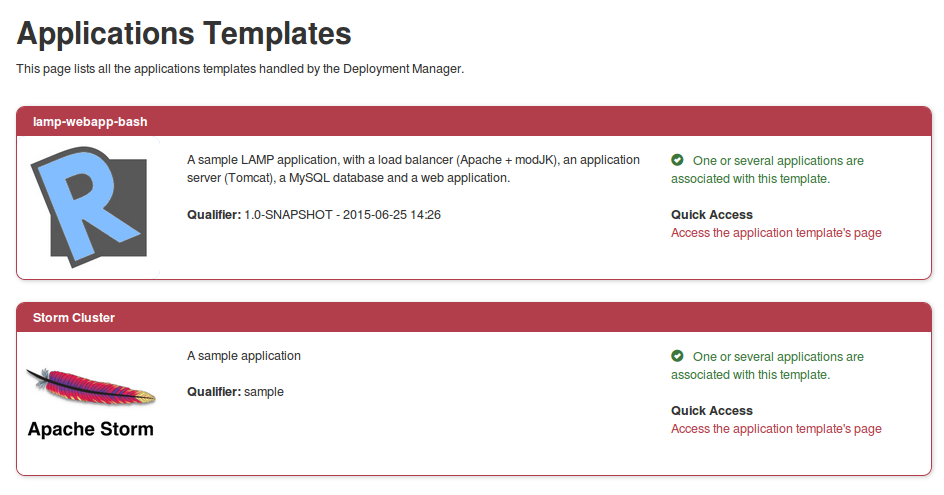 Applications Templates
This page lists all the applications templates handled by the Deployment Manager.
lamp-webapp-bash
R
A sample LAMP application, with a load balancer (Apache + modJK), an application
server (Tomcat), a MySQL database and a web application.
Qualifier: 1.0-SNAPSHOT - 2015-06-25 14:26
One or several applications are
associated with this template.
Quick Access
Access the application template's page
Storm Cluster
Apache Storm
A sample application
Qualifier: sample
One or several applications are
associated with this template.
Quick Access
Access the application template's page